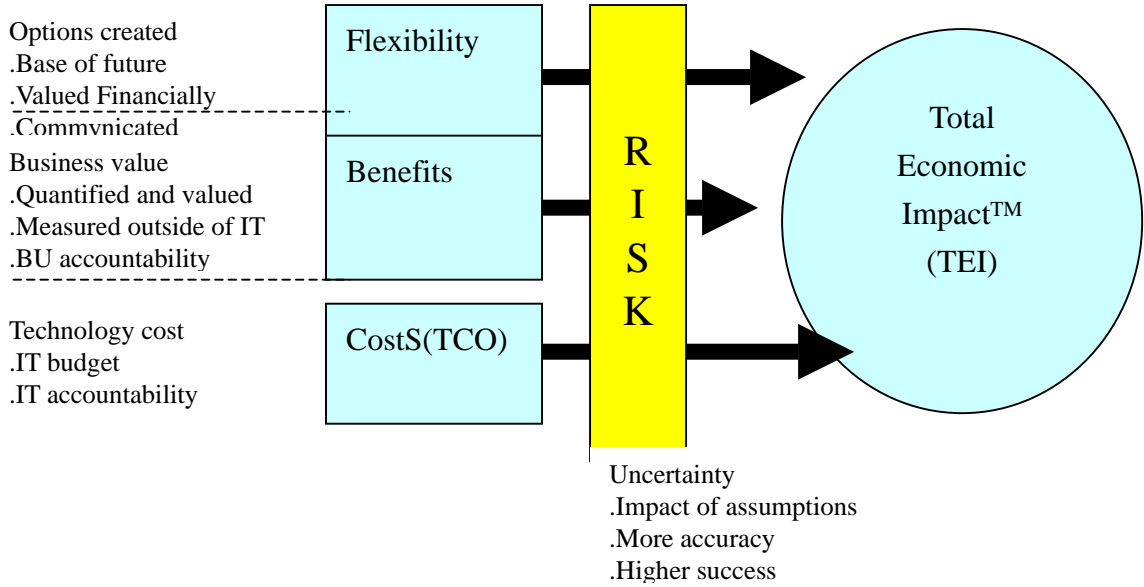 Options created
.Base of future
.Valued Financially
.Commvnicated
Business value
.Quantified and valued
.Measured outside of IT
.BU accountability
Technology cost
.IT budget
.IT accountability
Flexibility
Benefits
CostS(TCO)
R
I
S
K
Uncertainty
.Impact of assumptions
.More accuracy
.Higher success
Total
Economic
Impact™
(TEI)